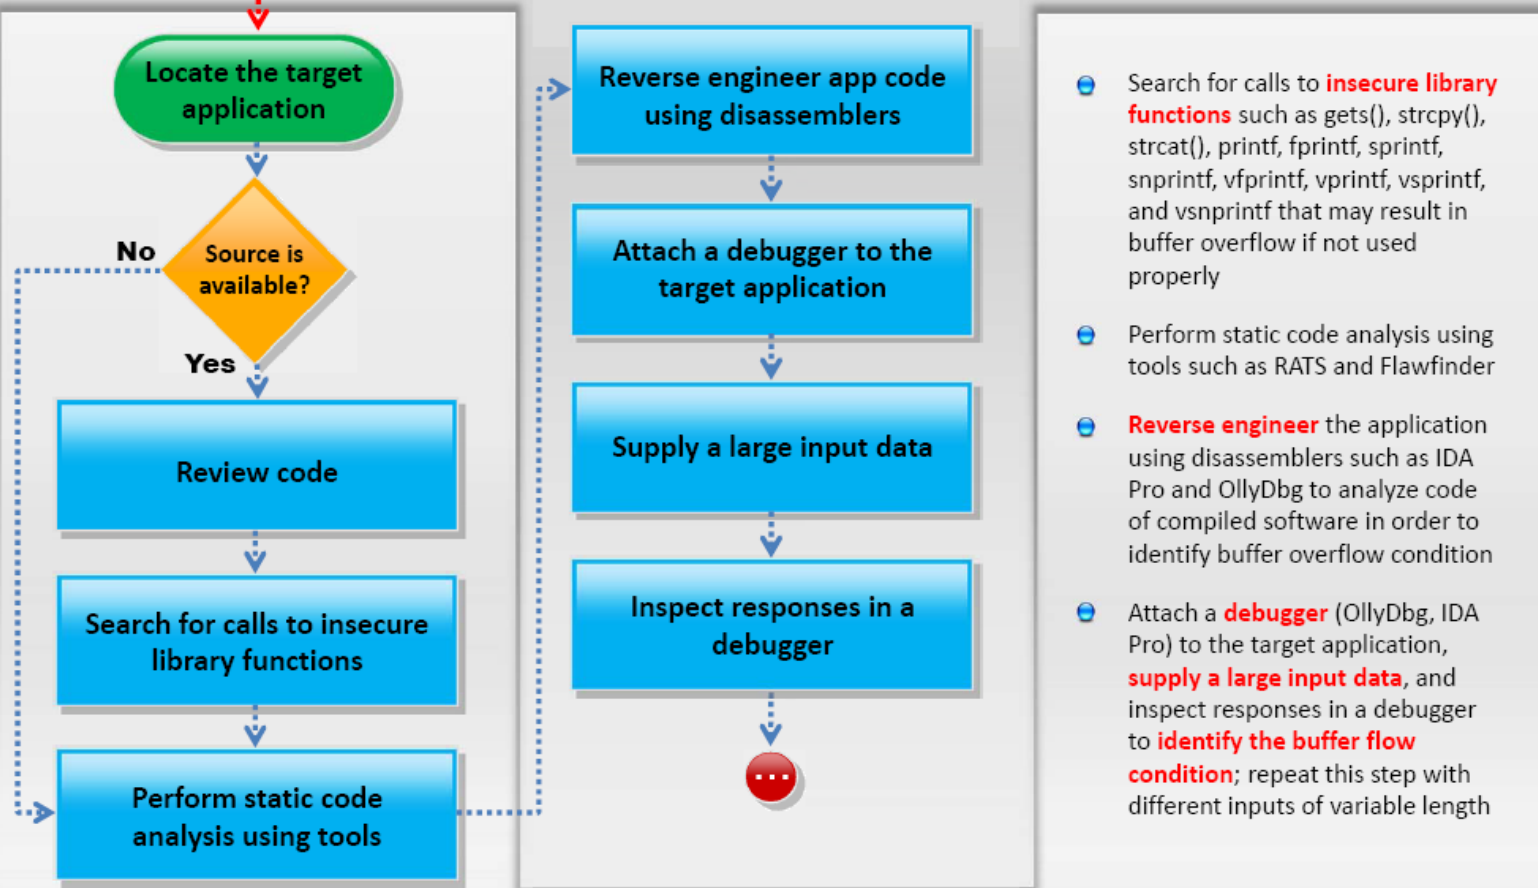 Locate the target
application
No
Source is
available?
Yes
Review code
Search for calls to insecure
library functions
Perform static code
analysis using tools
Reverse engineer app code
using disassemblers
Attach a debugger to the
target application
Supply a large input data
Inspect responses in a
debugger
...
Search for calls to insecure library
functions such as gets(), strcpy(),
strcat(), printf, fprintf, sprintf,
snprintf, vfprintf, vprintf, vsprintf,
and vsnprintf that may result in
buffer overflow if not used
properly
Perform static code analysis using
tools such as RATS and Flawfinder
Reverse engineer the application
using disassemblers such as IDA
Pro and OllyDbg to analyze code
of compiled software in order to
identify buffer overflow condition
Attach a debugger (OllyDbg, IDA
Pro) to the target application,
supply a large input data, and
inspect responses in a debugger
to identify the buffer flow
condition; repeat this step with
different inputs of variable length